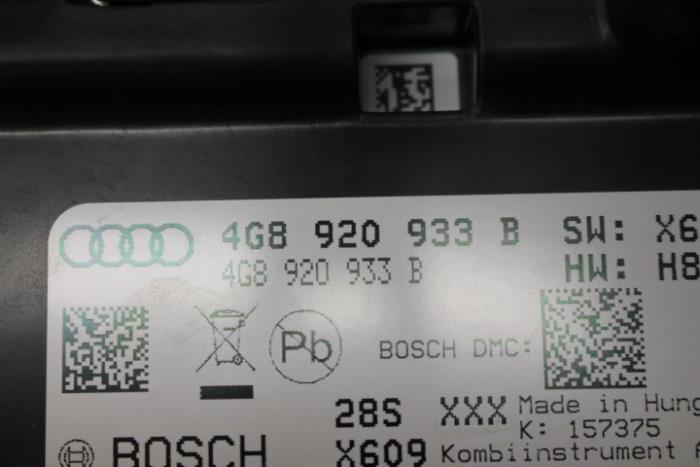 4G8 920 933 B SW: X6
4G8 920 933 B HW: H8
Pb
BOSCH DMC:
28S XXX Made in Hung
K: 157375
BOSCH X609 Kombiinstrument